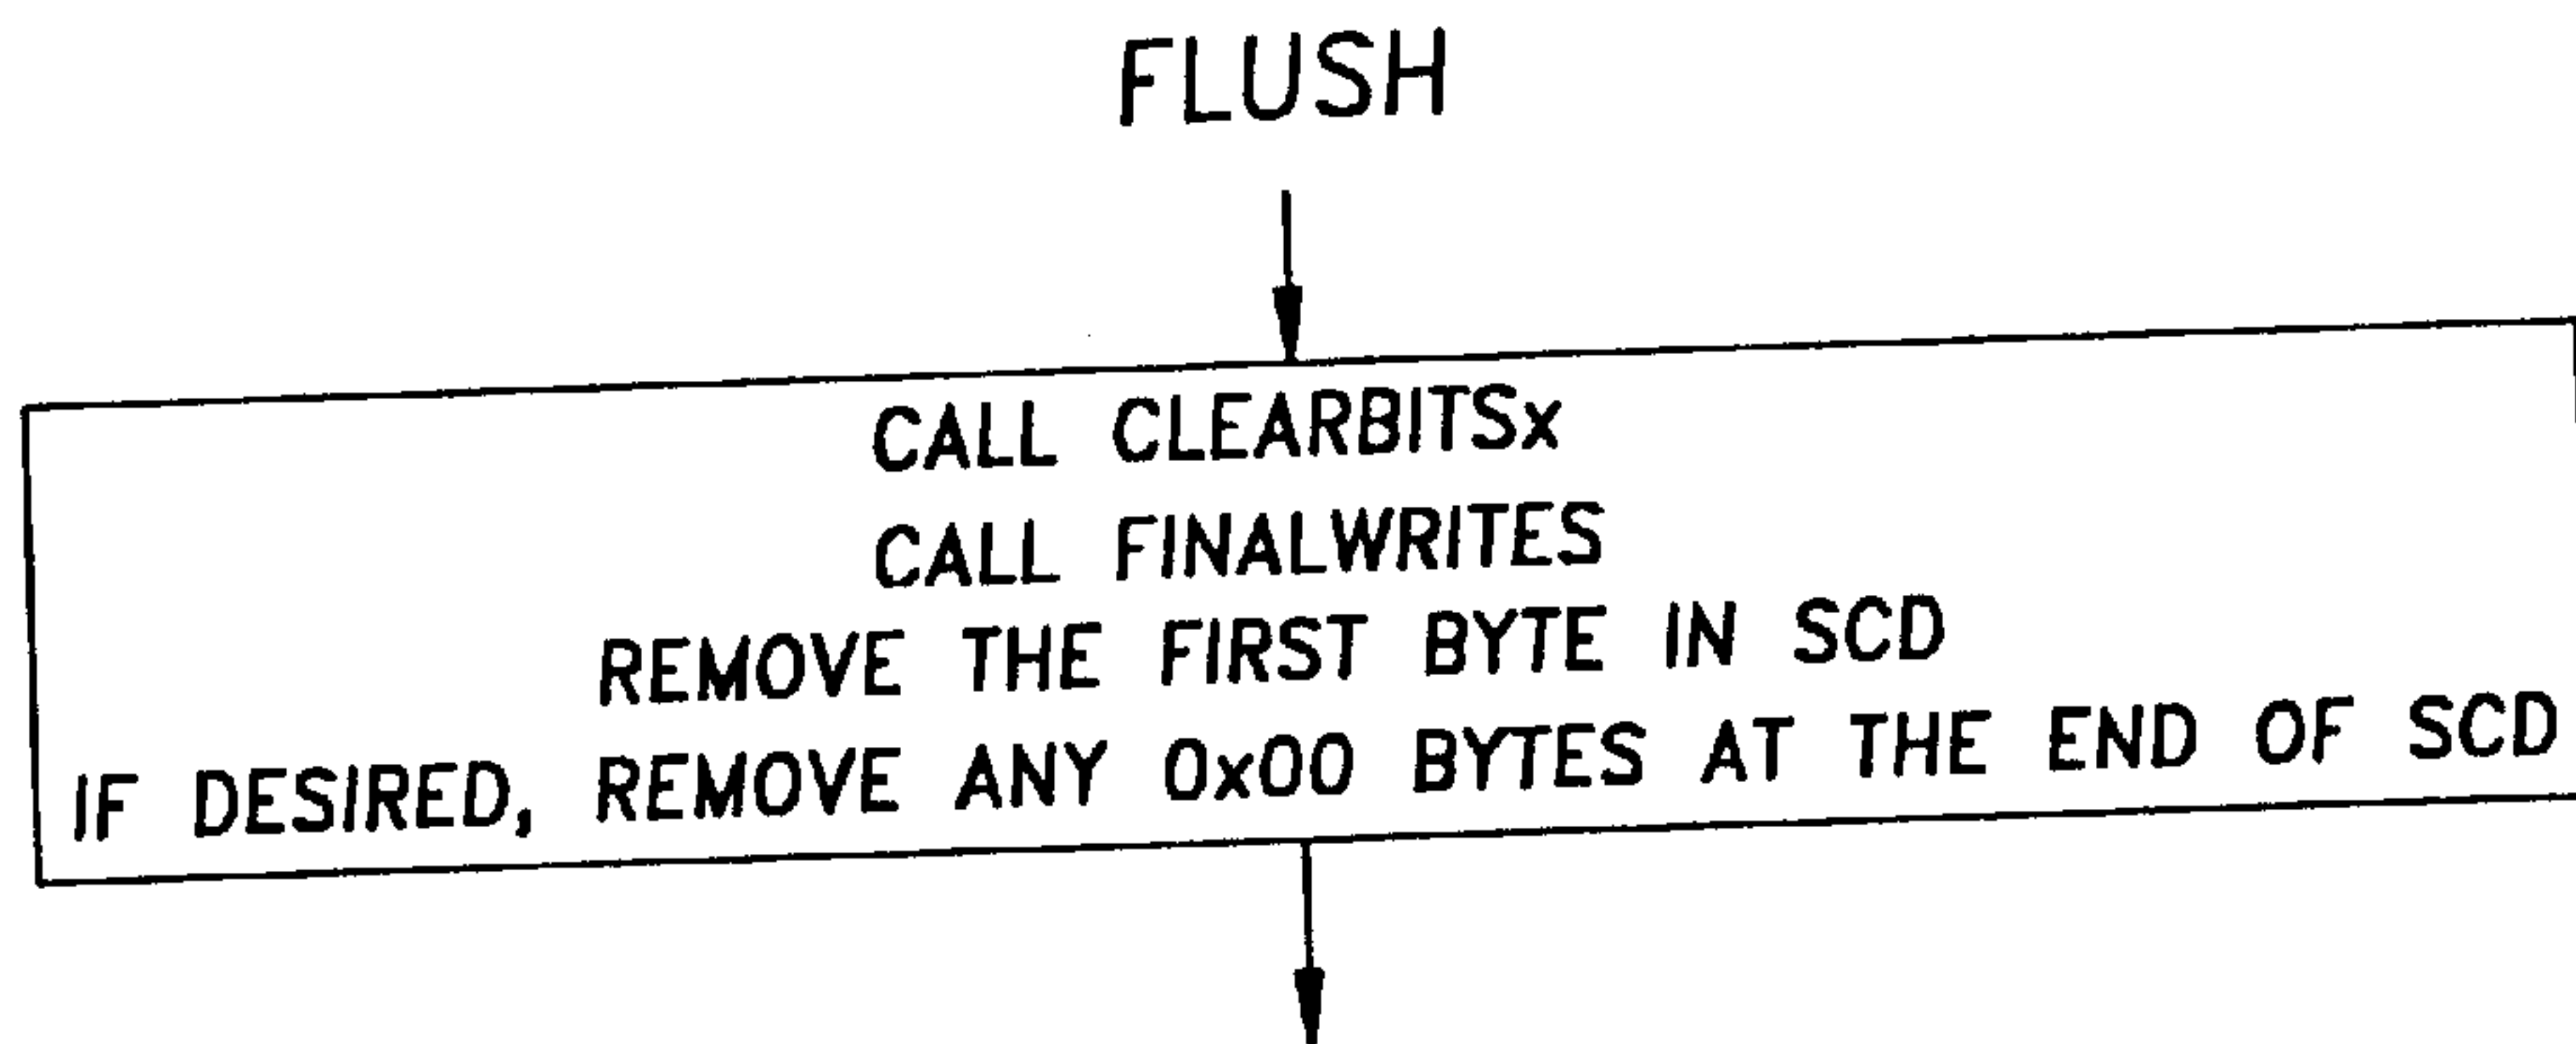 FLUSH
CALL CLEARBITSx
CALL FINALWRITES
REMOVE THE FIRST BYTE IN SCD
IF DESIRED, REMOVE ANY 0x00 BYTES AT THE END OF SCD